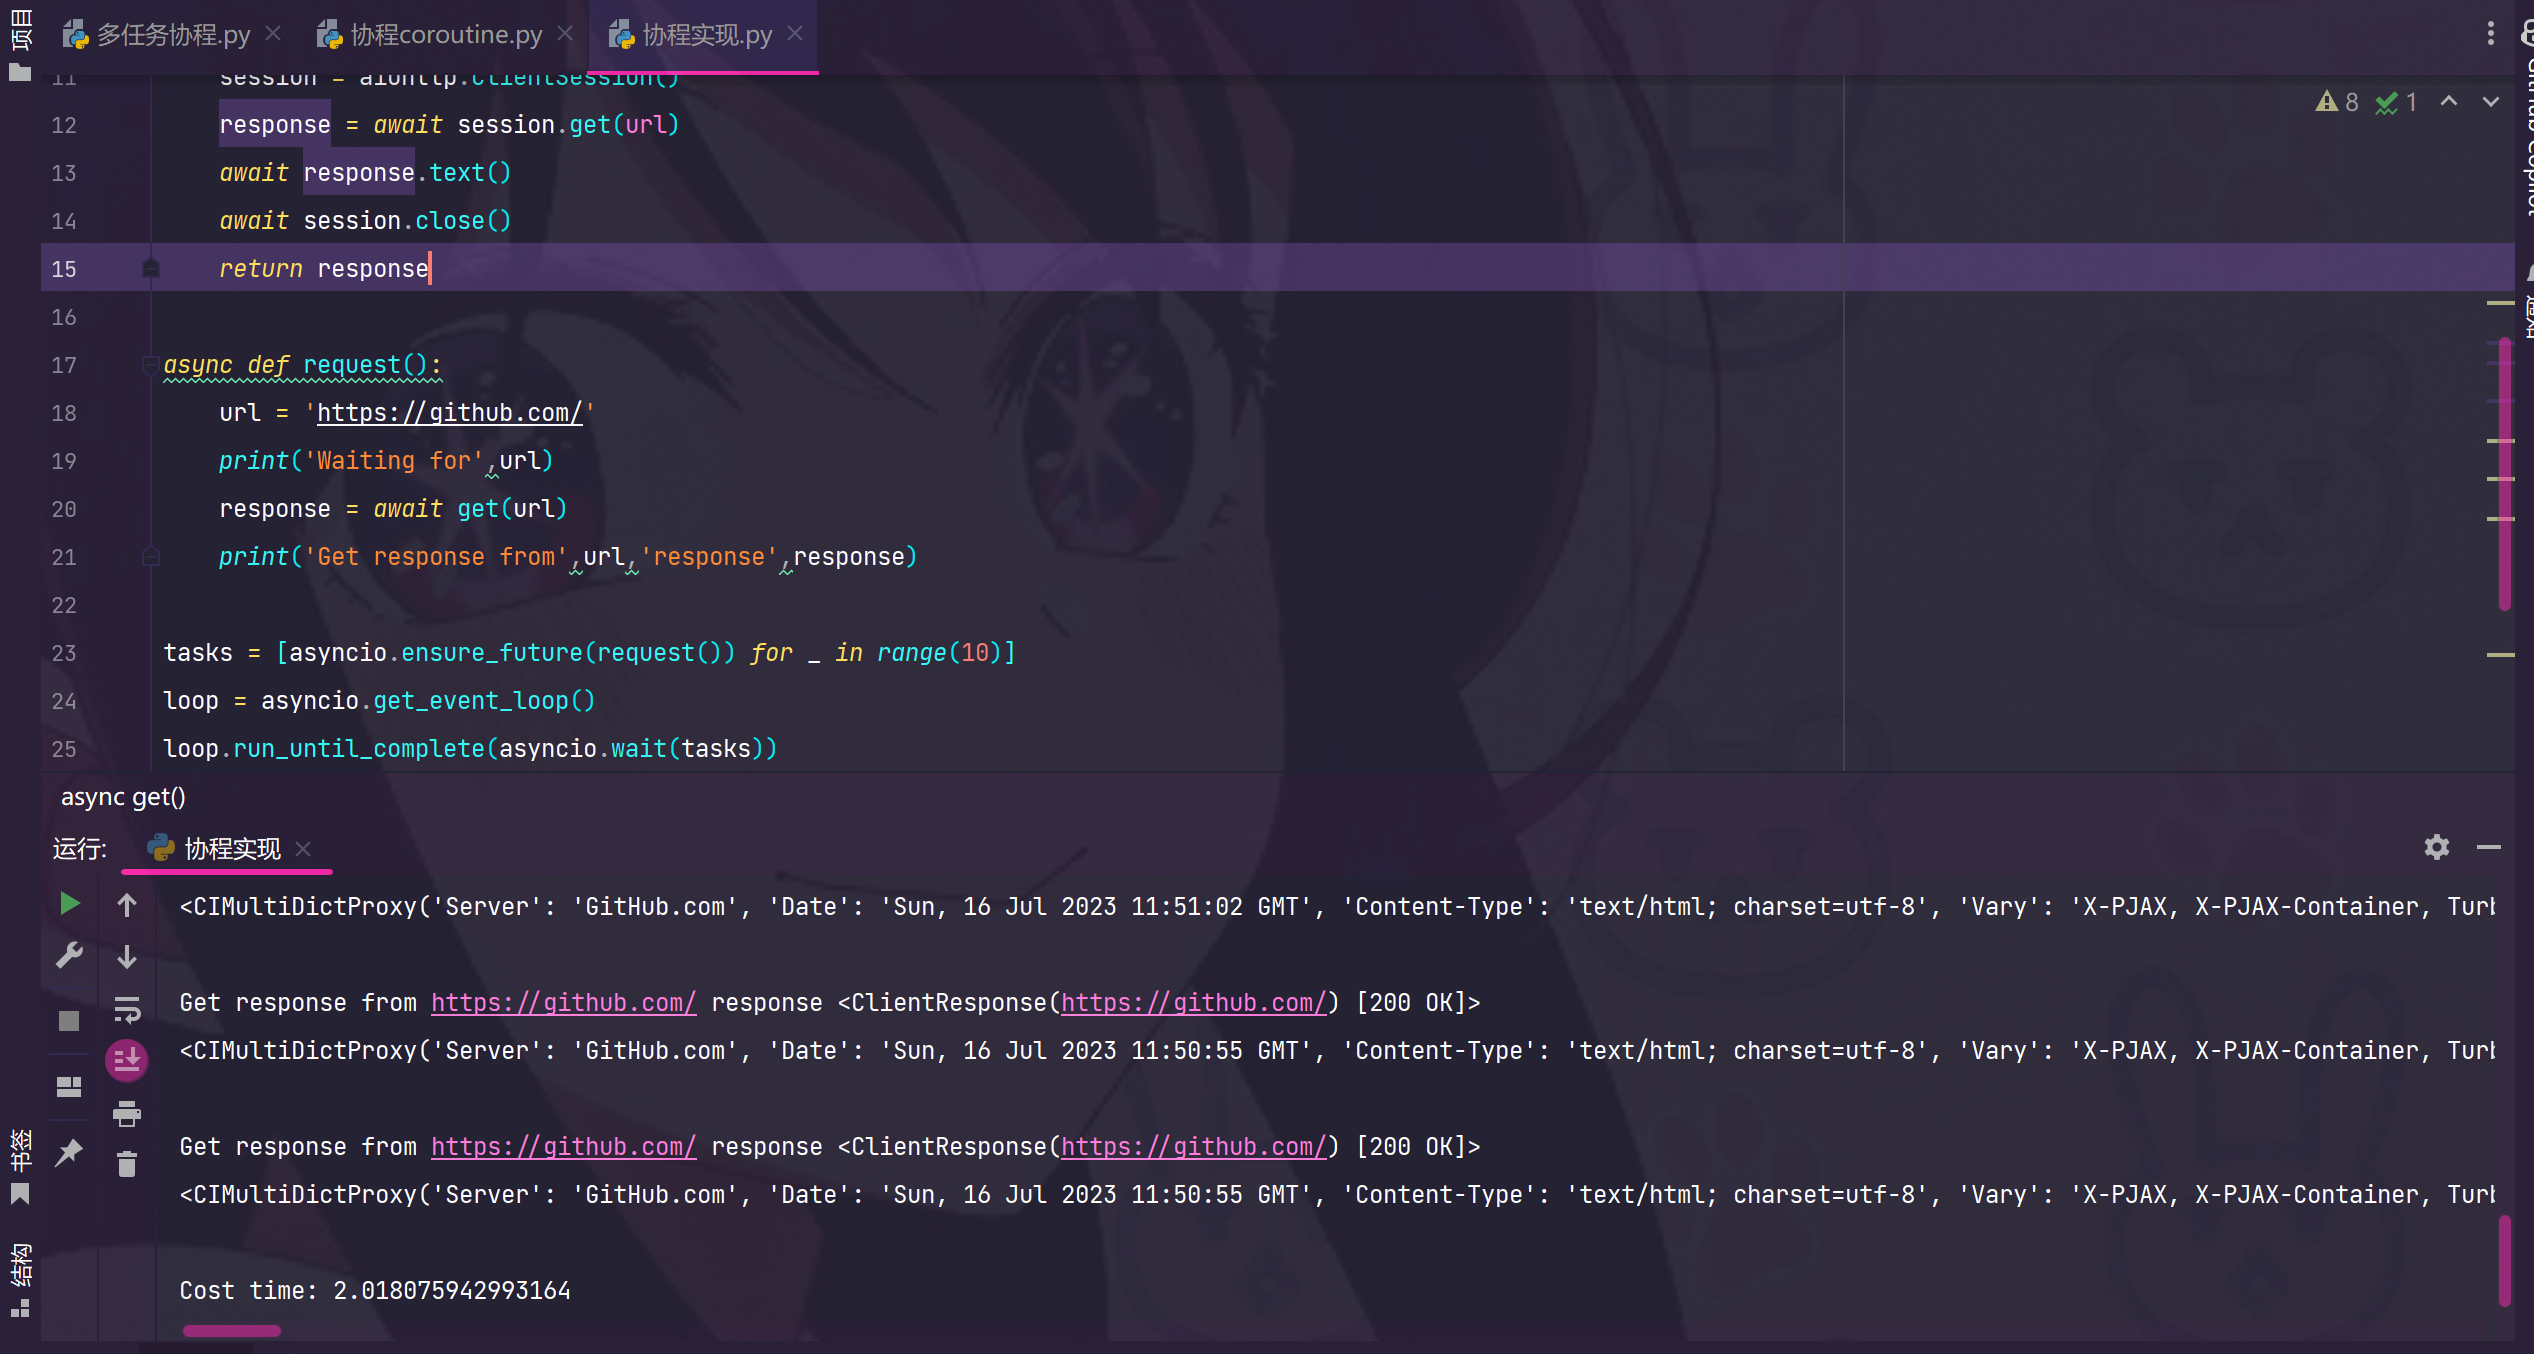 项目
多任务协程.py
协程coroutine.py
协程实现.py
8
1
11 session = aiohttp.ClientSession()
12 response = await session.get(url)
13 await response.text()
14 await session.close()
15 return response
16
17 async def request():
18 url = 'https://github.com/'
19 print('Waiting for',url)
20 response = await get(url)
21 print('Get response from',url,'response',response)
22
23 tasks = [asyncio.ensure_future(request()) for _ in range(10)]
24 loop = asyncio.get_event_loop()
25 loop.run_until_complete(asyncio.wait(tasks))
async get()
运行:
协程实现
<CIMultiDictProxy('Server': 'GitHub.com', 'Date': 'Sun, 16 Jul 2023 11:51:02 GMT', 'Content-Type': 'text/html; charset=utf-8', 'Vary': 'X-PJAX, X-PJAX-Container, Turb
Get response from https://github.com/ response <ClientResponse(https://github.com/) [200 OK]>
<CIMultiDictProxy('Server': 'GitHub.com', 'Date': 'Sun, 16 Jul 2023 11:50:55 GMT', 'Content-Type': 'text/html; charset=utf-8', 'Vary': 'X-PJAX, X-PJAX-Container, Turb
Get response from https://github.com/ response <ClientResponse(https://github.com/) [200 OK]>
<CIMultiDictProxy('Server': 'GitHub.com', 'Date': 'Sun, 16 Jul 2023 11:50:55 GMT', 'Content-Type': 'text/html; charset=utf-8', 'Vary': 'X-PJAX, X-PJAX-Container, Turb
Cost time: 2.018075942993164
书签
结构
GitHub Copilot